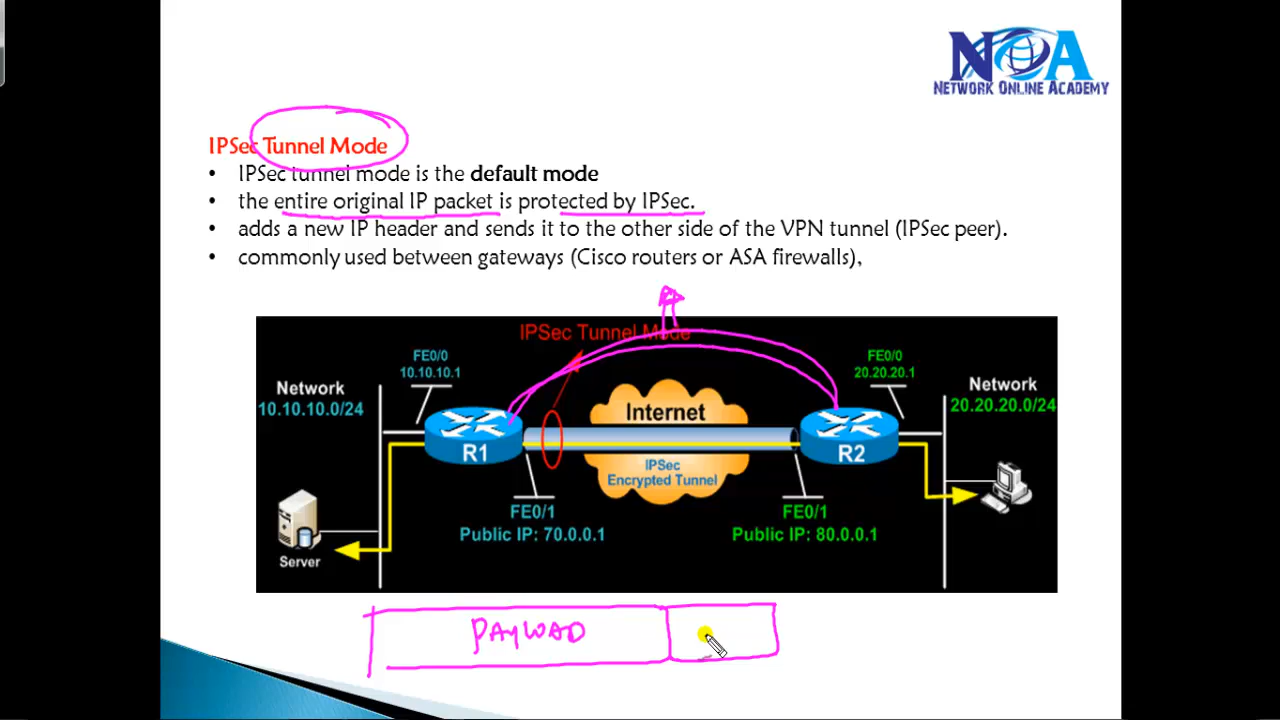 NOA
NETWORK ONLINE ACADEMY
IPSec Tunnel Mode
• IPSec tunnel mode is the default mode
• the entire original IP packet is protected by IPSec.
• adds a new IP header and sends it to the other side of the VPN tunnel (IPSec peer).
• commonly used between gateways (Cisco routers or ASA firewalls),
IPSec Tunnel Mode
FE0/0
10.10.10.1
FE0/0
20.20.20.1
Network
10.10.10.0/24
Internet
Network
20.20.20.0/24
R1
R2
IPSec
Encrypted Tunnel
FE0/1
Public IP: 70.0.0.1
FE0/1
Public IP: 80.0.0.1
Server
PAYLOAD